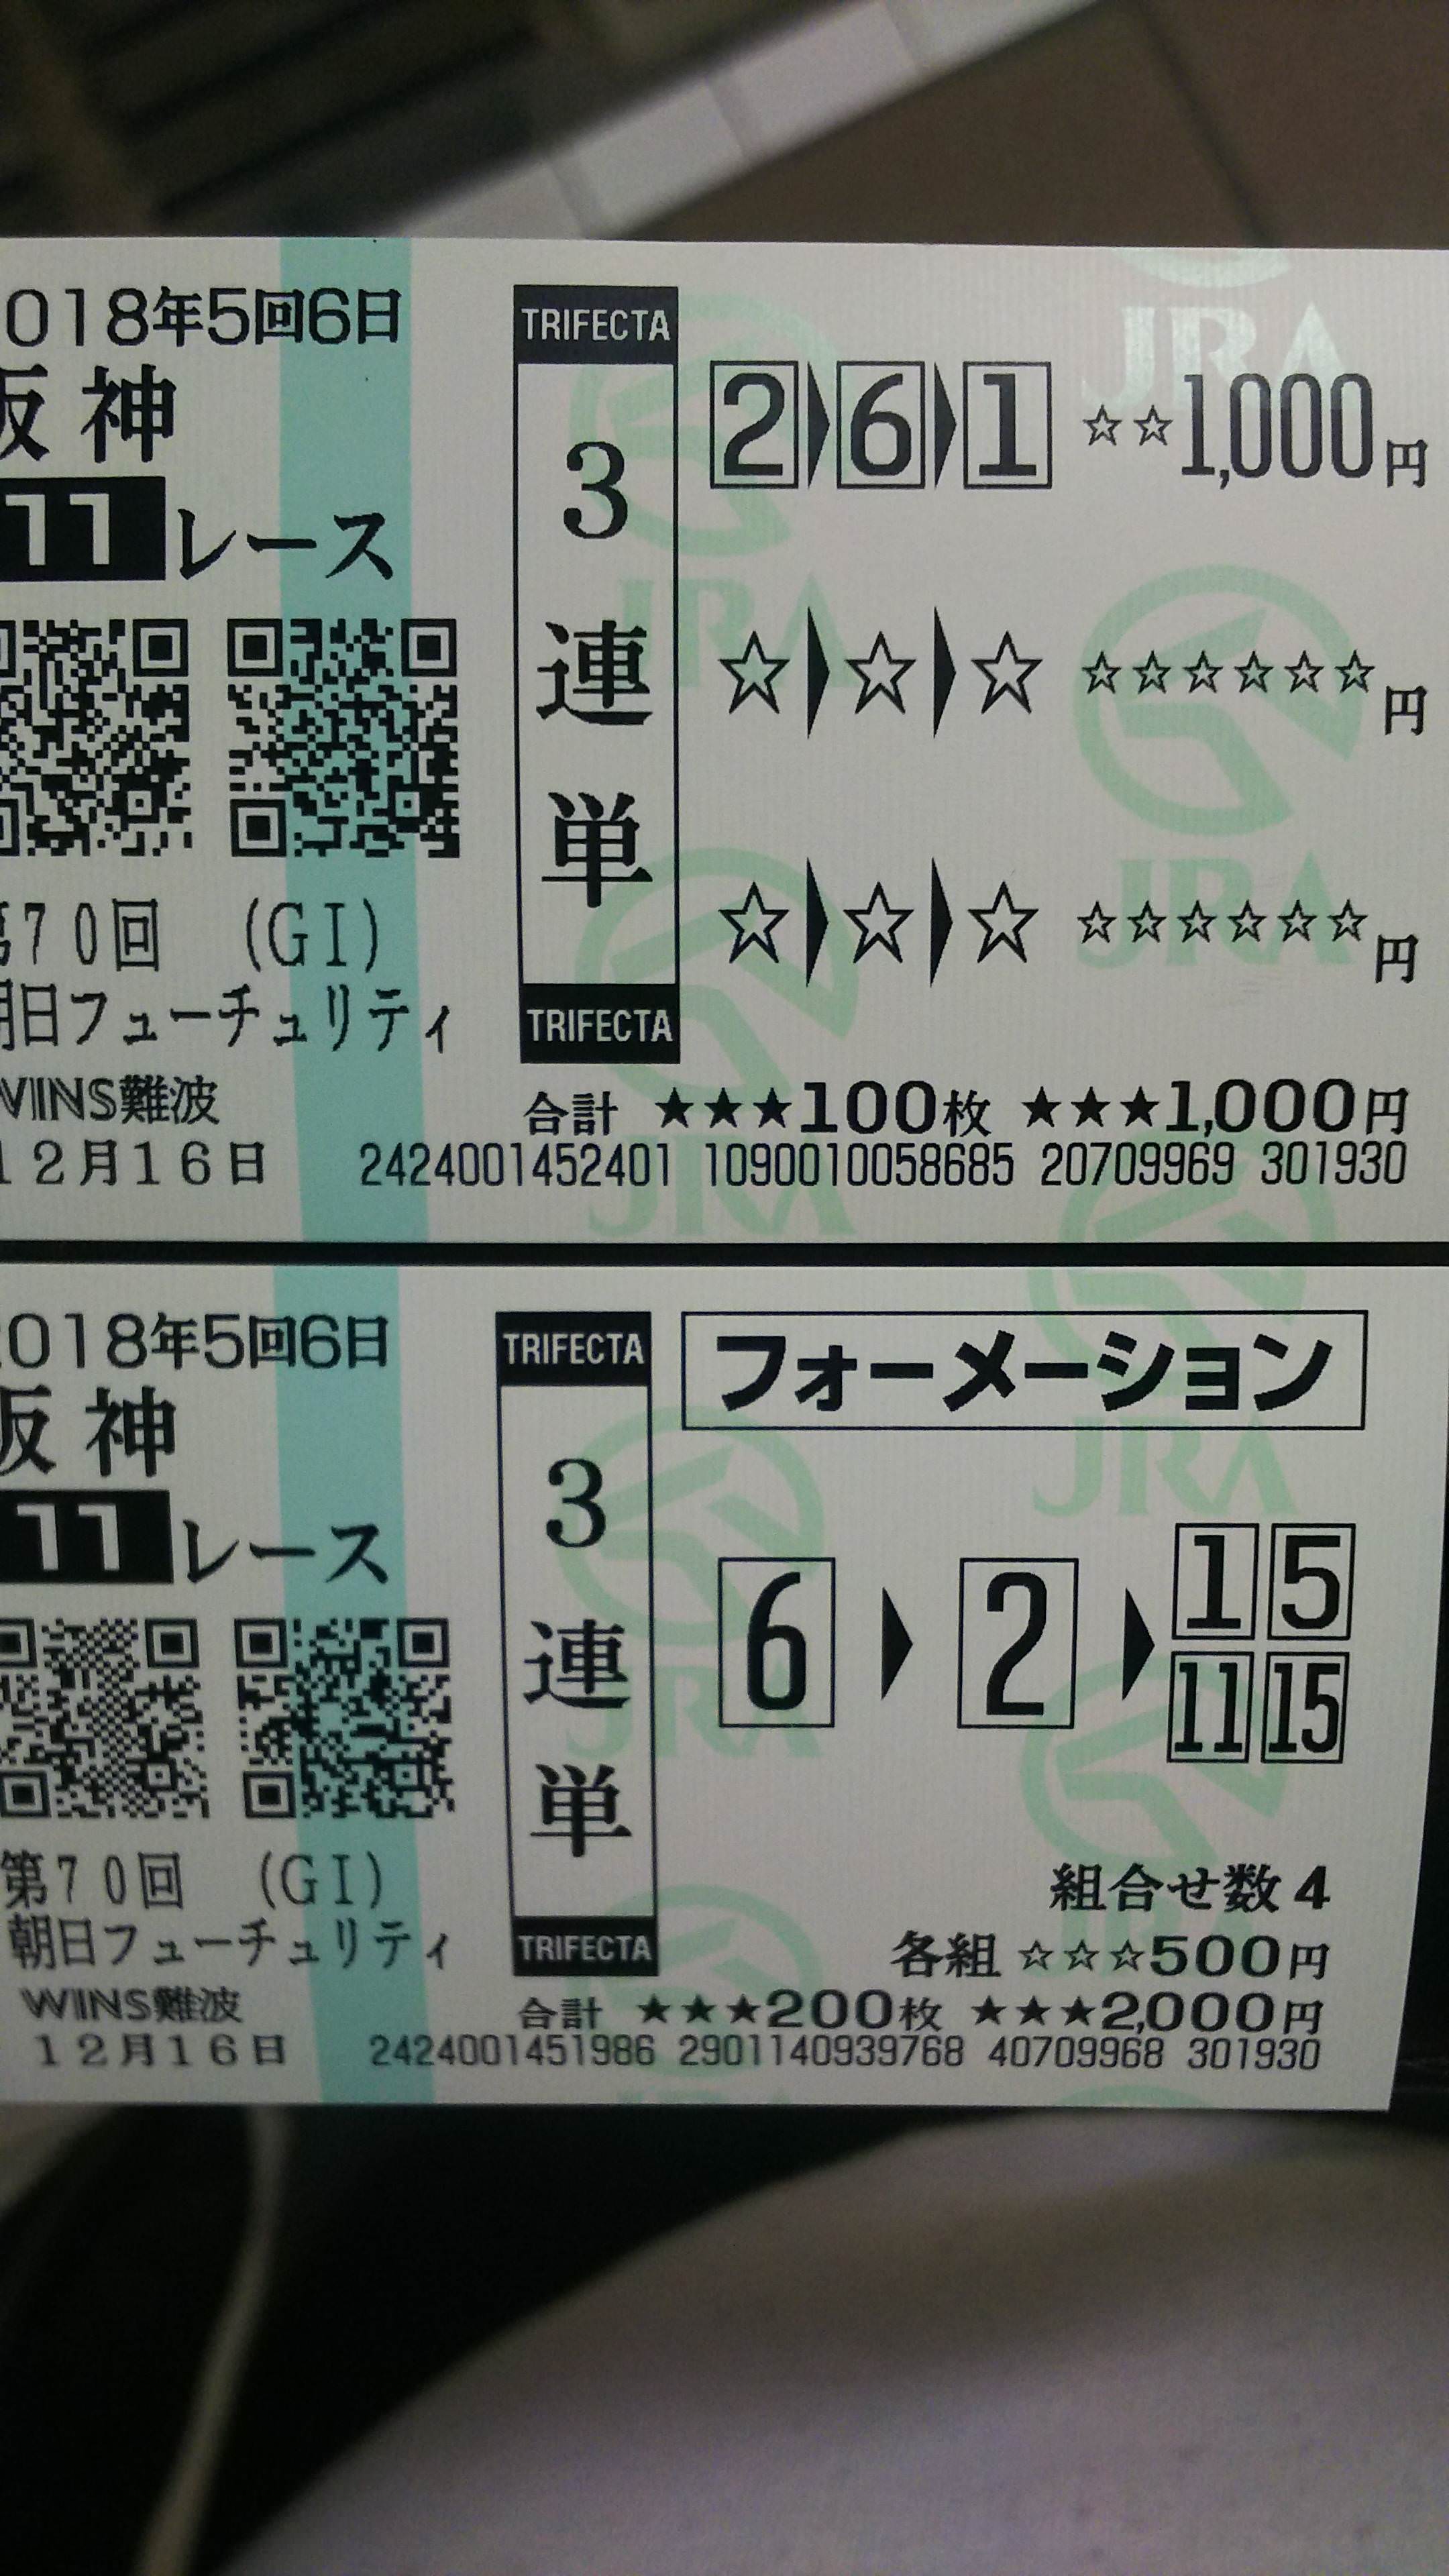 018年5回6日
阪神
11レース
第70回 (GI)
朝日フューチュリティ
WINS難波
12月16日
TRIFECTA
3連単
TRIFECTA
2▶6▶1 ☆☆1,000円
☆▶☆▶☆ ☆☆☆☆☆☆円
☆▶☆▶☆ ☆☆☆☆☆☆円
合計 ★★★100枚 ★★★1,000円
2424001452401 1090010058685 20709969 301930
JRA
2018年5回6日
阪神
11レース
第70回 (GI)
朝日フューチュリティ
WINS難波
12月16日
TRIFECTA
3連単
TRIFECTA
フォーメーション
6▶2▶1 5
11 15
組合せ数4
各組 ☆☆☆500円
合計 ★★★200枚 ★★★2,000円
2424001451986 2901140939768 40709968 301930
JRA